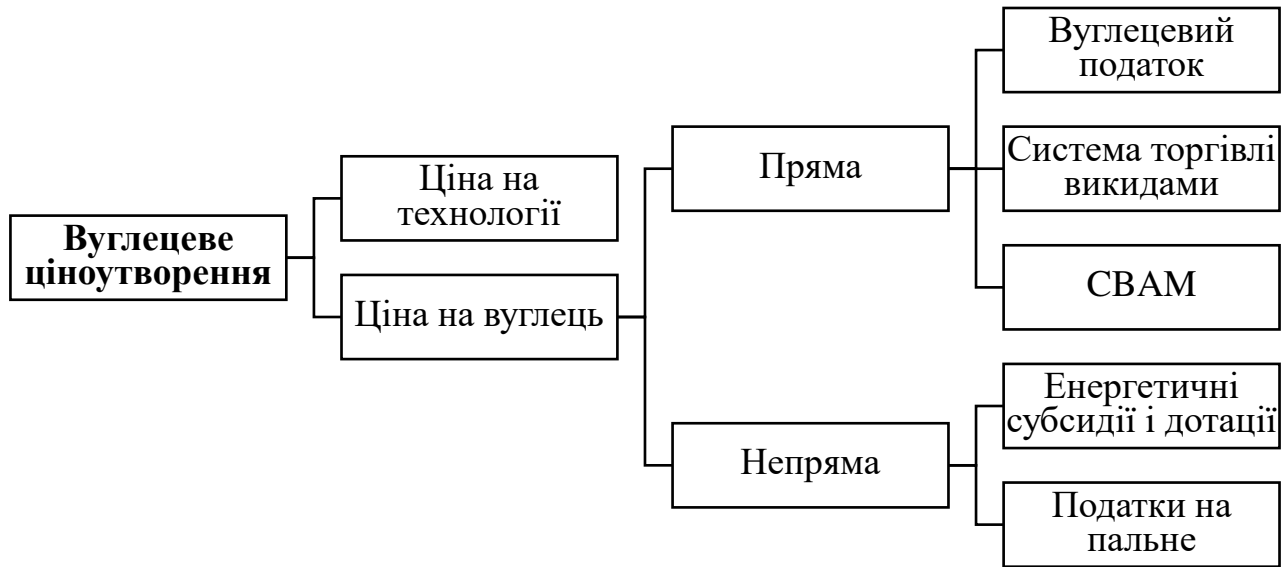 Вуглецеве
ціноутворення
Ціна на
технології
Ціна на вуглець
Пряма
Вуглецевий
податок
Система торгівлі
викидами
CBAM
Непряма
Енергетичні
субсидії і дотації
Податки на
пальне